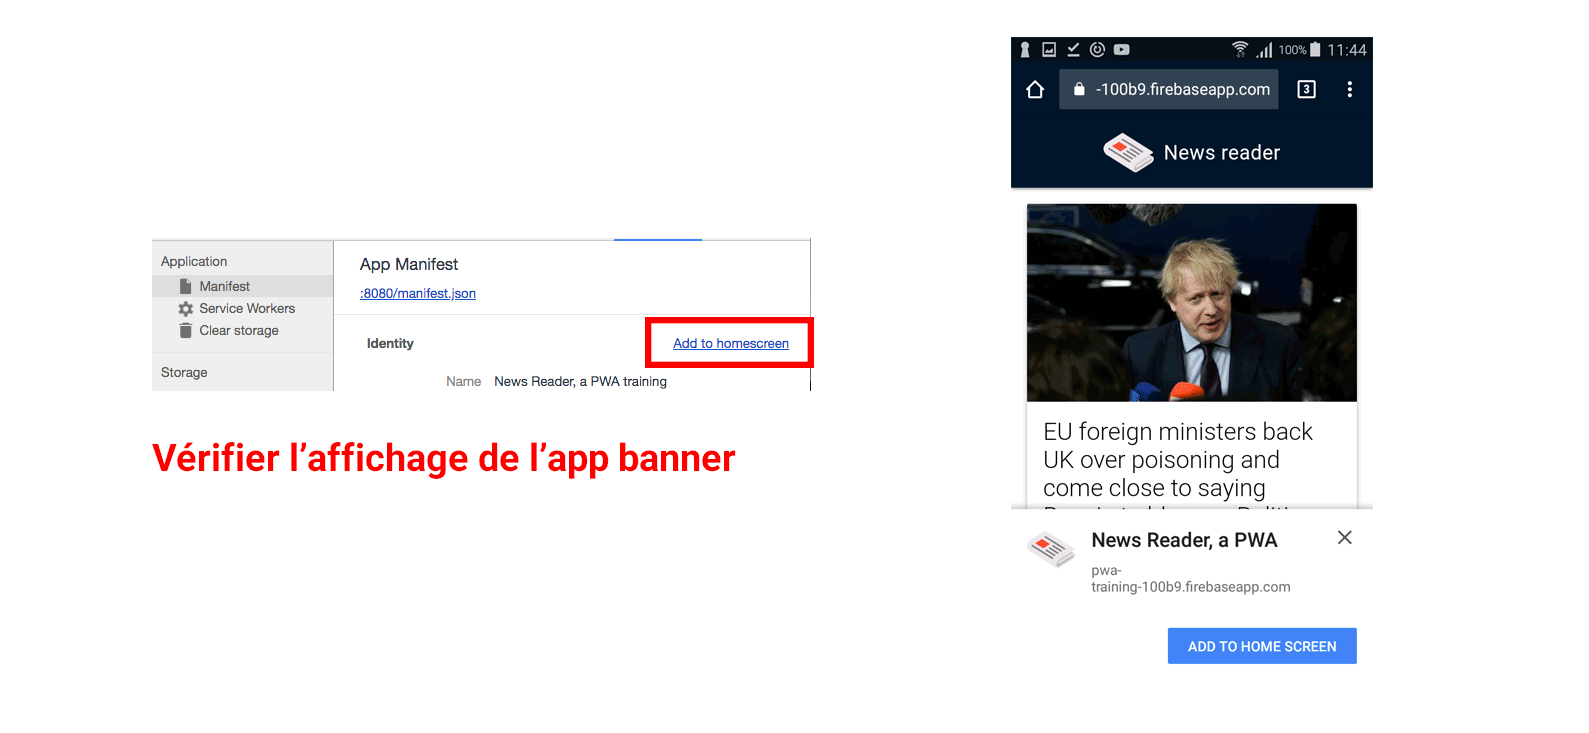 Application
Manifest
Service Workers
Clear storage
Storage
App Manifest
:8080/manifest.json
Identity
Add to homescreen
Name News Reader, a PWA training
Vérifier l’affichage de l’app banner
100% 11:44
-100b9.firebaseapp.com 3
News reader
EU foreign ministers back
UK over poisoning and
come close to saying
News Reader, a PWA
pwa-
training-100b9.firebaseapp.com
ADD TO HOME SCREEN